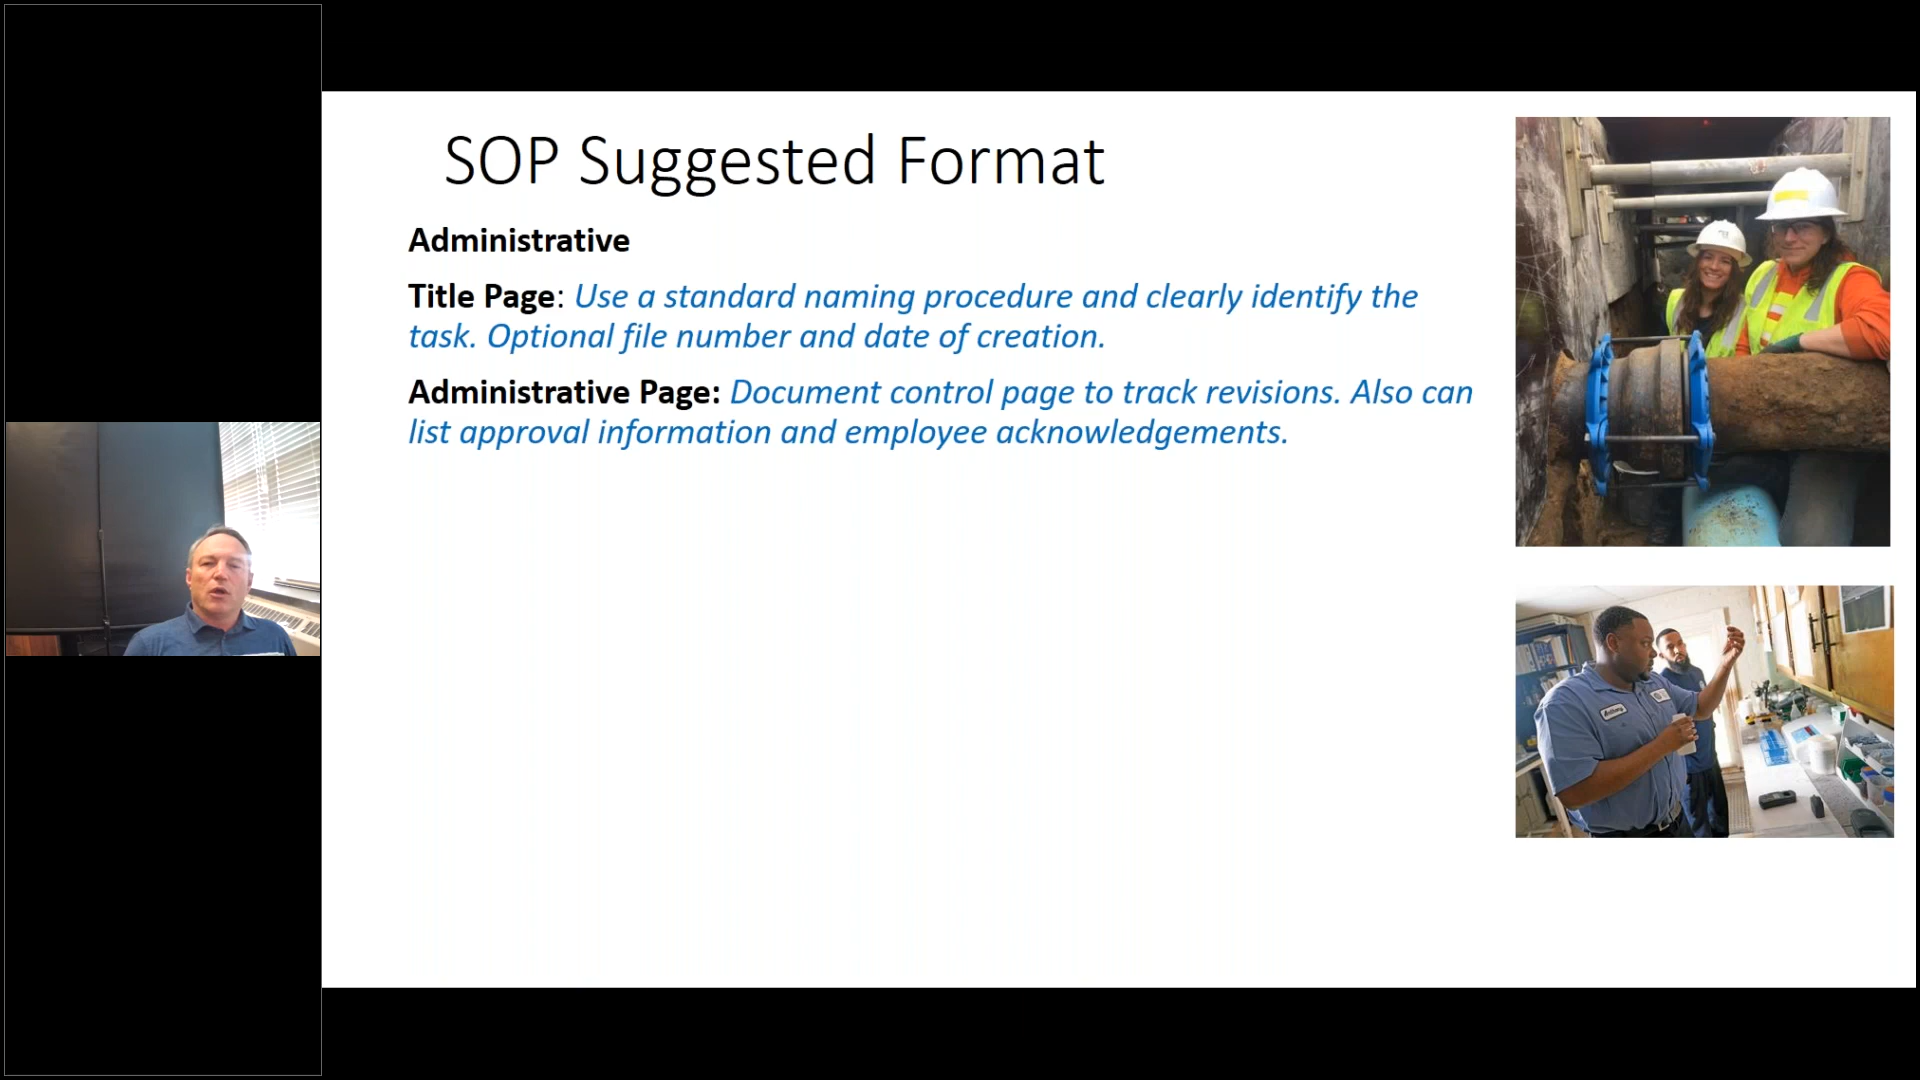 SOP Suggested Format
Administrative
Title Page: Use a standard naming procedure and clearly identify the
task. Optional file number and date of creation.
Administrative Page: Document control page to track revisions. Also can
list approval information and employee acknowledgements.
Anthony